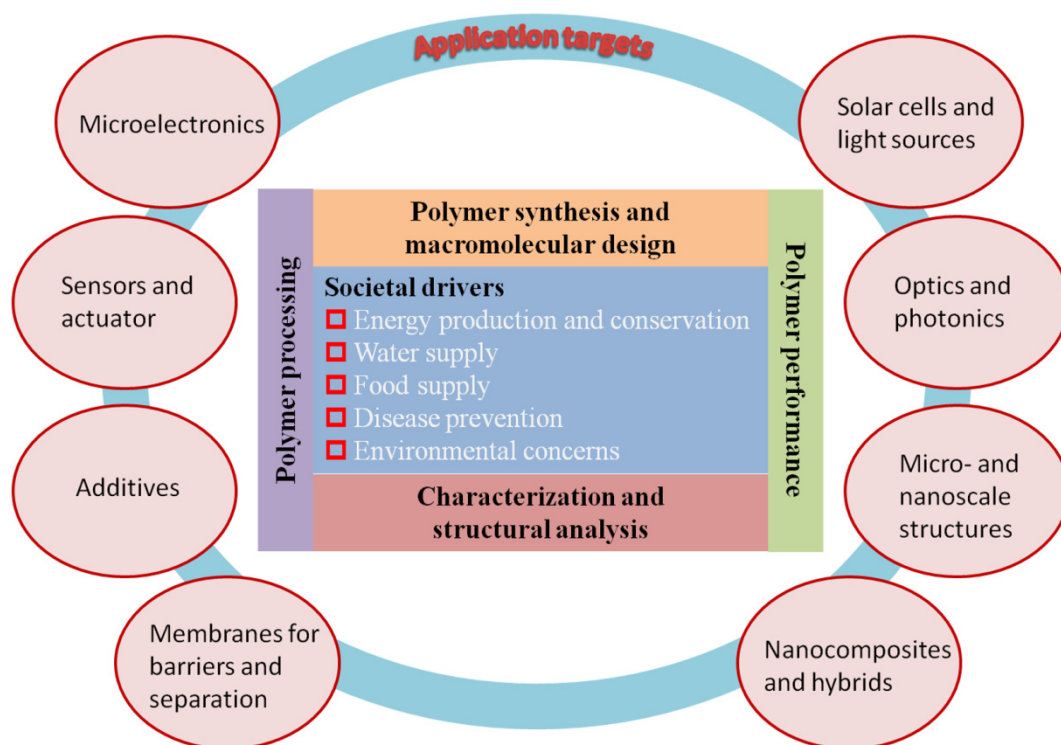 Application targets
Microelectronics
Solar cells and
light sources
Sensors and
actuator
Optics and
photonics
Additives
Micro- and
nanoscale
structures
Membranes for
barriers and
separation
Nanocomposites
and hybrids
Polymer processing
Polymer synthesis and
macromolecular design
Societal drivers
Energy production and conservation
Water supply
Food supply
Disease prevention
Environmental concerns
Characterization and
structural analysis
Polymer performance